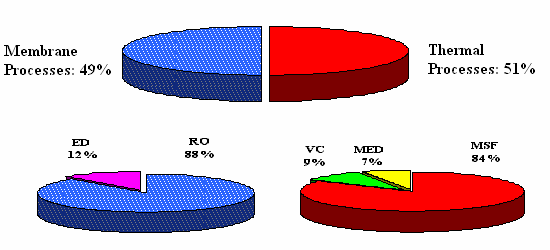 Membrane
Processes: 49%
Thermal
Processes: 51%
ED
12%
RO
88%
VC
9%
MED
7%
MSF
84%